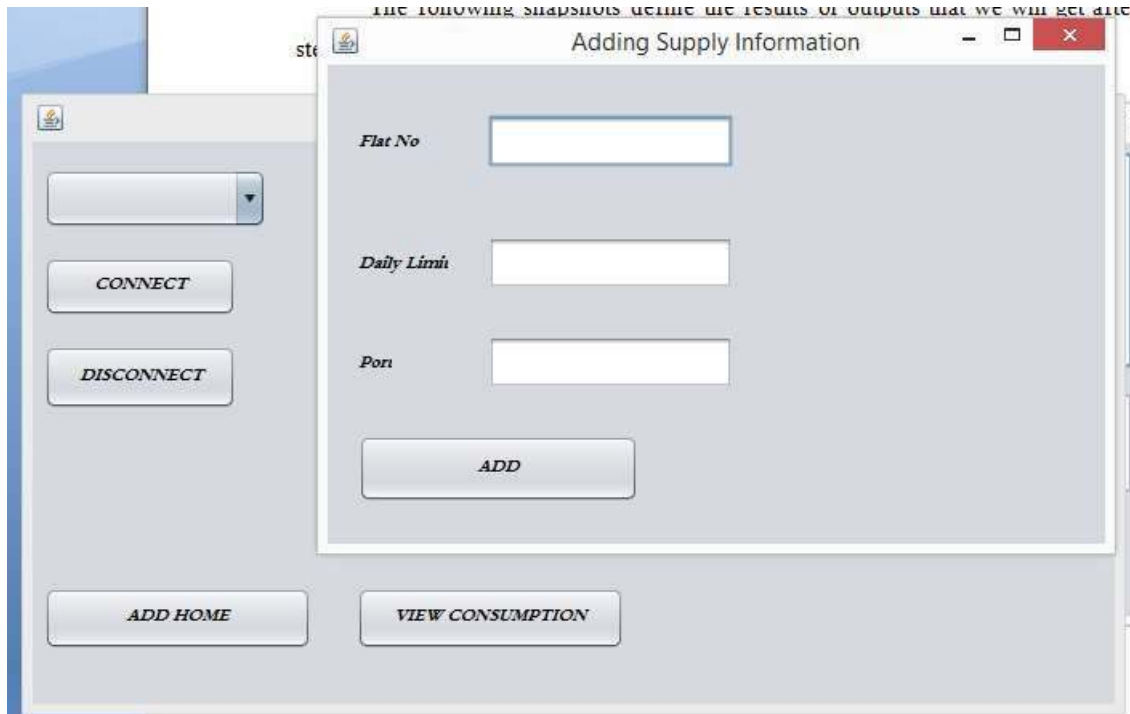 The following snapshots define the results or outputs that we will get afte
ste
Adding Supply Information
Flat No
Daily Limit
Port
ADD
CONNECT
DISCONNECT
ADD HOME
VIEW CONSUMPTION